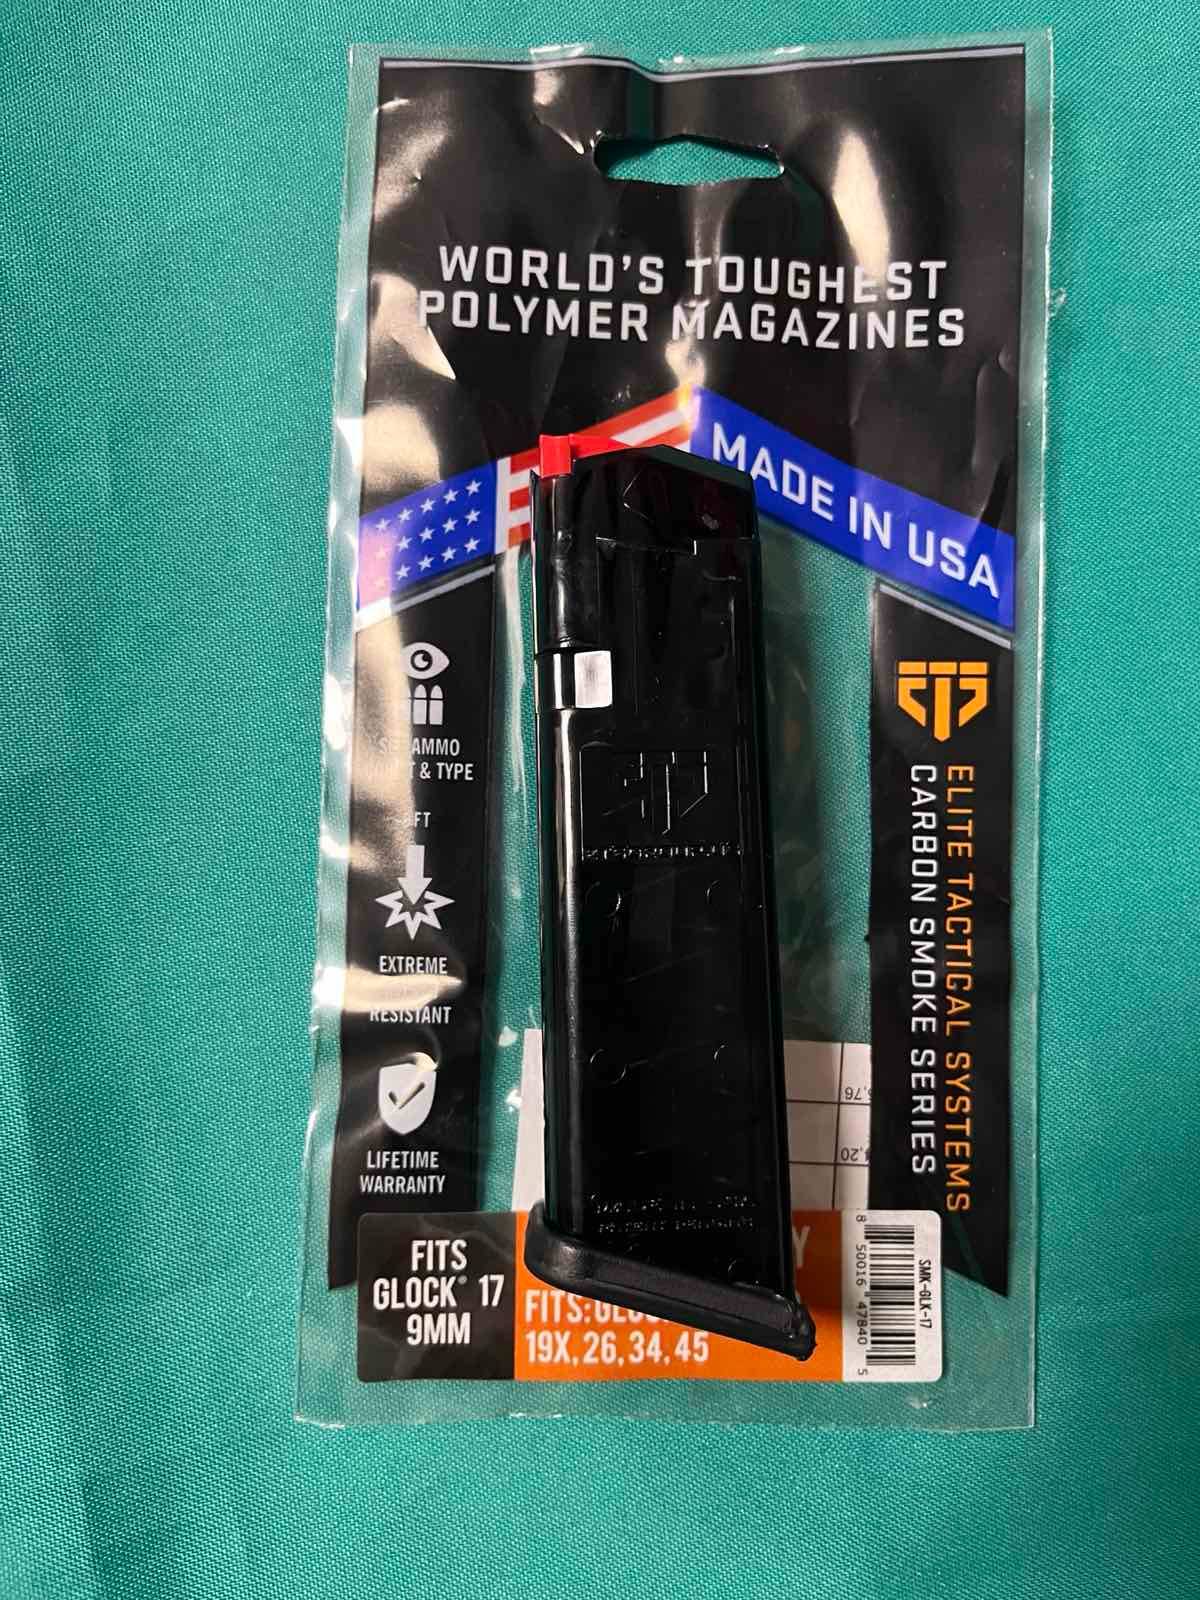 WORLD'S TOUGHEST
POLYMER MAGAZINES
MADE IN USA
AMMO
& TYPE
EXTREME
RESISTANT
LIFETIME
WARRANTY
ELITE TACTICAL SYSTEMS
CARBON SMOKE SERIES
FITS
GLOCK® 17
9MM
FITS:
19X, 26, 34, 45
SMK-GLK-17
8 50016 47840 5